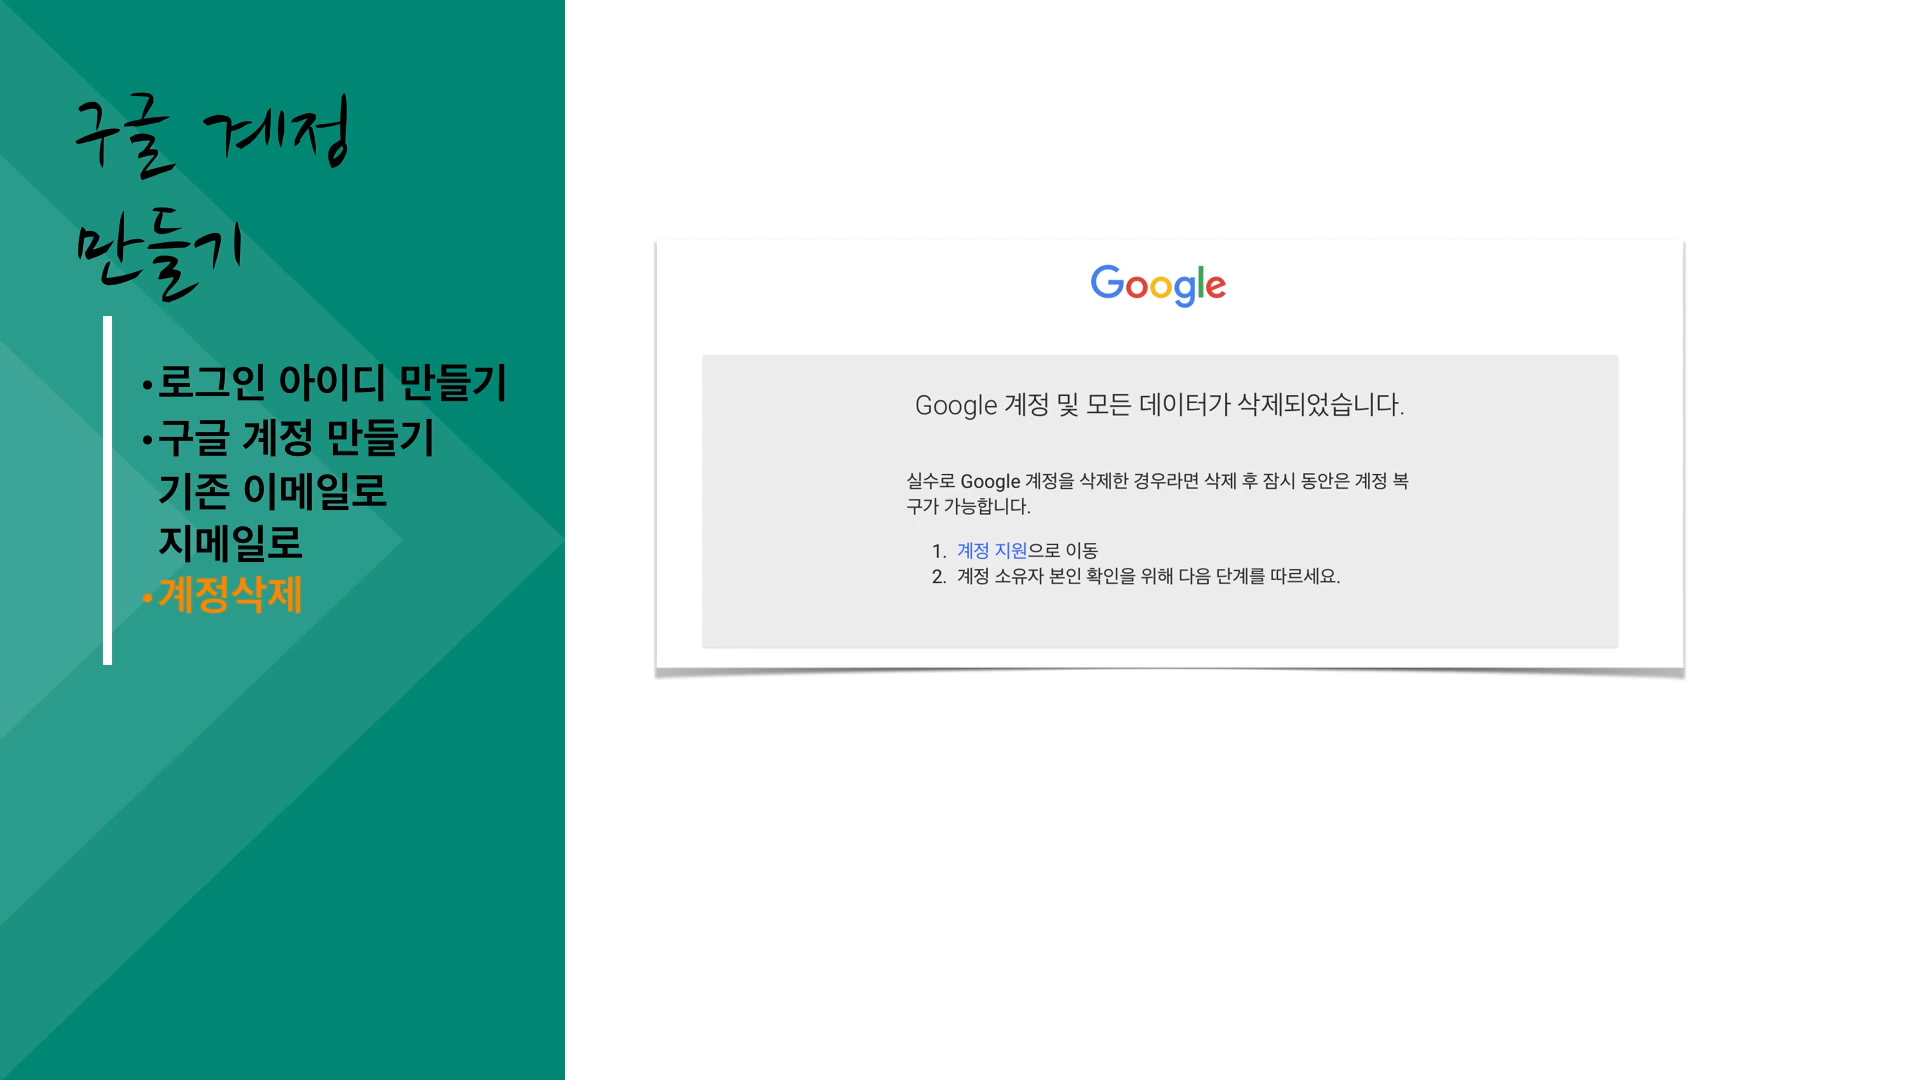 구글 계정
만들기
•로그인 아이디 만들기
•구글 계정 만들기
기존 이메일로
지메일로
•계정삭제
Google
Google 계정 및 모든 데이터가 삭제되었습니다.
실수로 Google 계정을 삭제한 경우라면 삭제 후 잠시 동안은 계정 복
구가 가능합니다.
1. 계정 지원으로 이동
2. 계정 소유자 본인 확인을 위해 다음 단계를 따르세요.